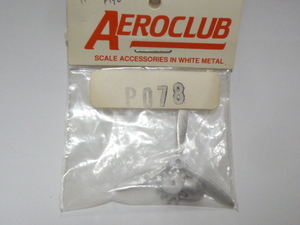 AEROCLUB
SCALE ACCESSORIES IN WHITE METAL
P078